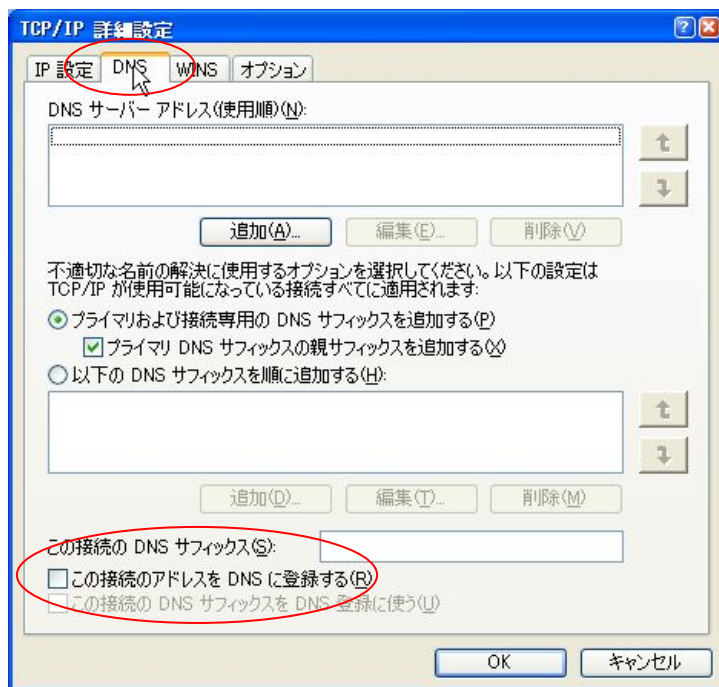 TCP/IP 詳細設定
IP 設定 DNS WINS オプション
DNS サーバー アドレス(使用順)(N):
追加(A)... 編集(E)... 削除(V)
不適切な名前の解決に使用するオプションを選択してください。以下の設定は
TCP/IP が使用可能になっている接続すべてに適用されます:
プライマリおよび接続専用の DNS サフィックスを追加する(P)
プライマリ DNS サフィックスの親サフィックスを追加する(X)
以下の DNS サフィックスを順に追加する(H):
追加(D)... 編集(T)... 削除(M)
この接続の DNS サフィックス(S):
この接続のアドレスを DNS に登録する(R)
この接続の DNS サフィックスを DNS 登録に使う(U)
OK キャンセル